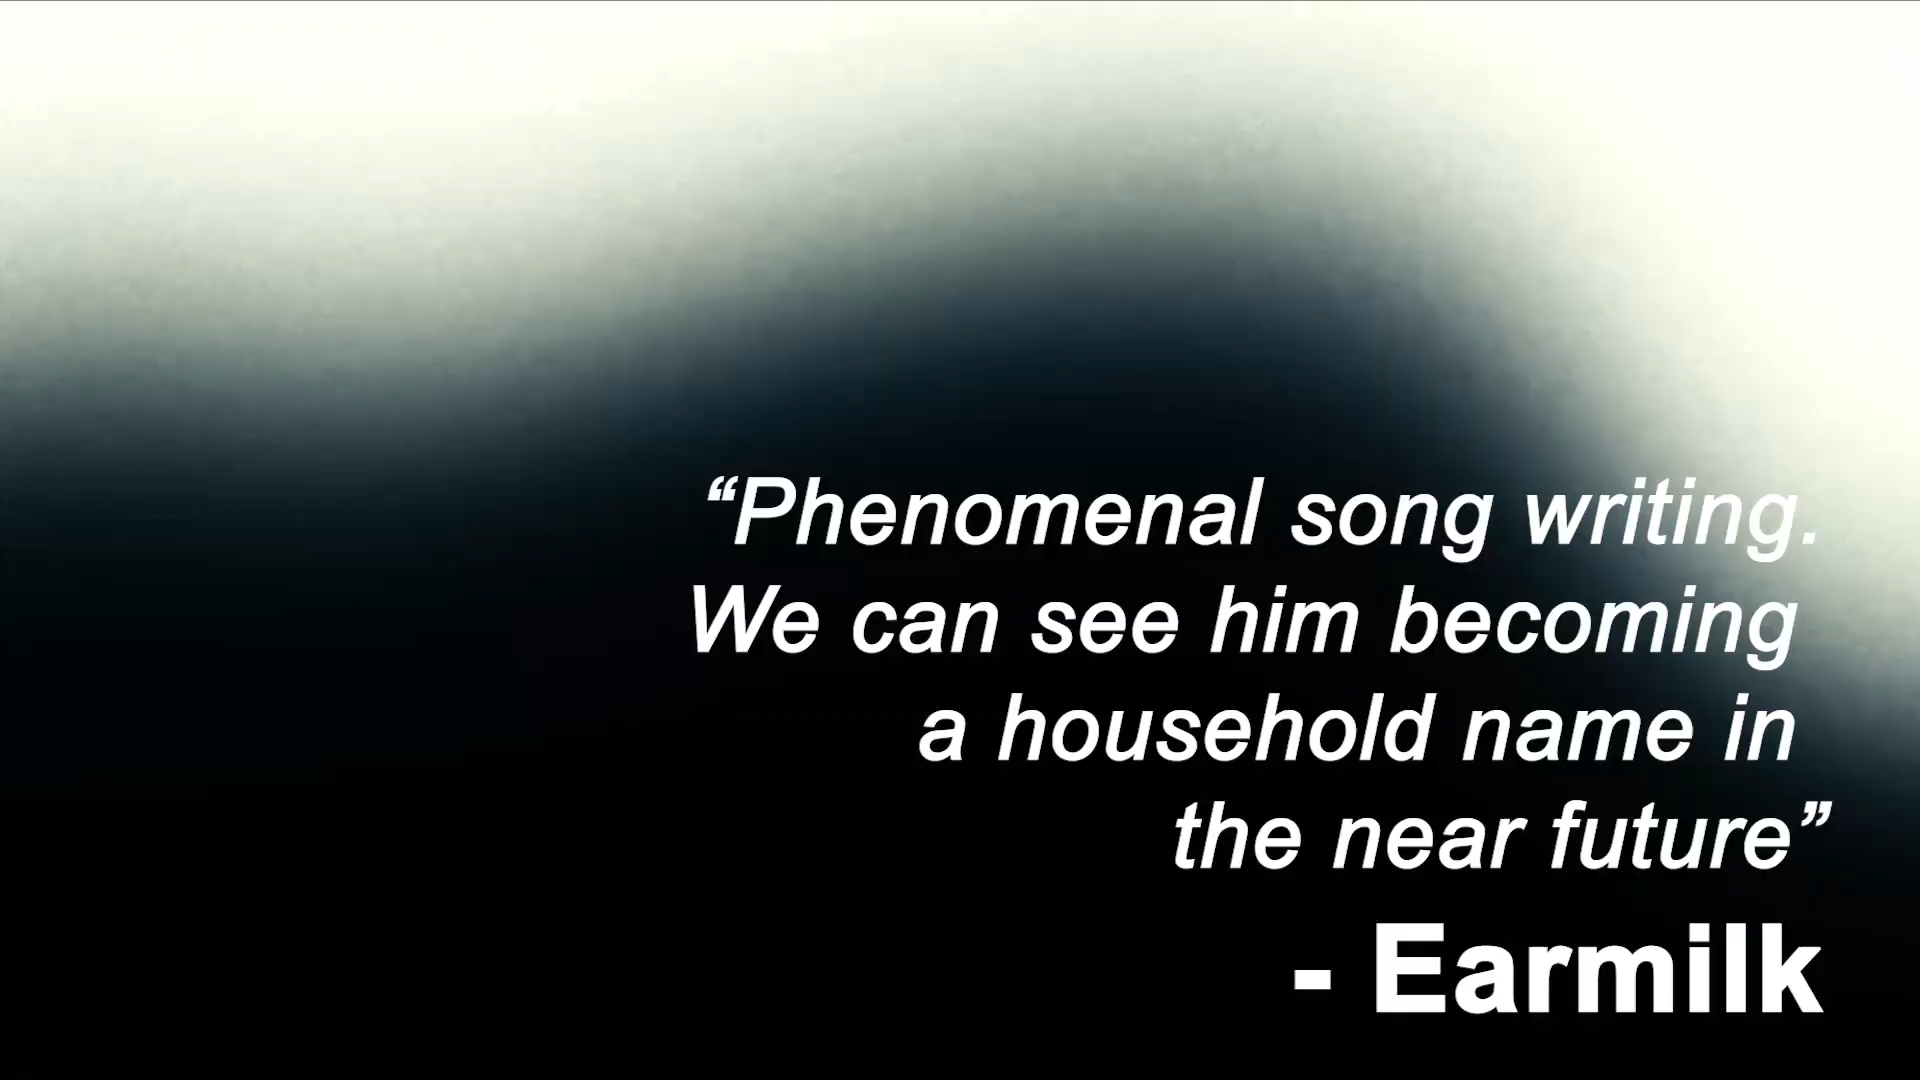 “Phenomenal song writing.
We can see him becoming
a household name in
the near future”
- Earmilk